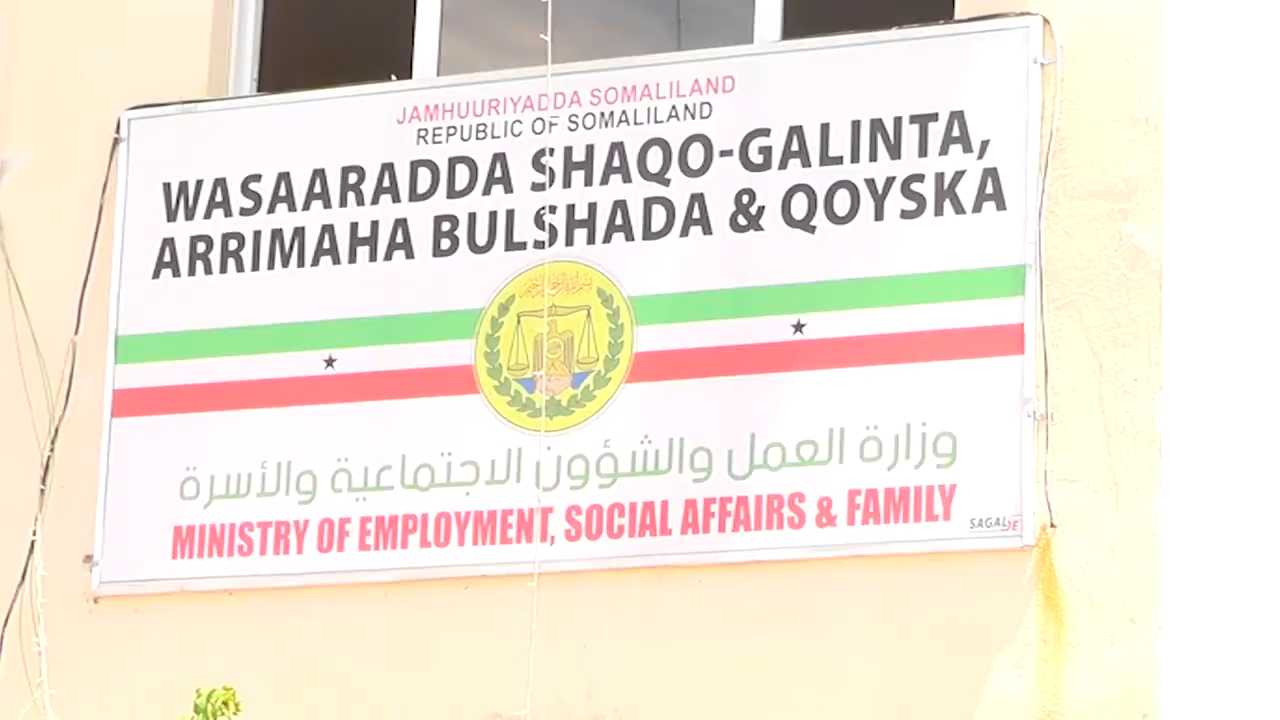 JAMHUURIYADDA SOMALILAND
REPUBLIC OF SOMALILAND
WASAARADDA SHAQO-GALINTA,
ARRIMAHA BULSHADA & QOYSKA
وزارة العمل والشؤون الاجتماعية والأسرة
MINISTRY OF EMPLOYMENT, SOCIAL AFFAIRS & FAMILY
SAGALJET